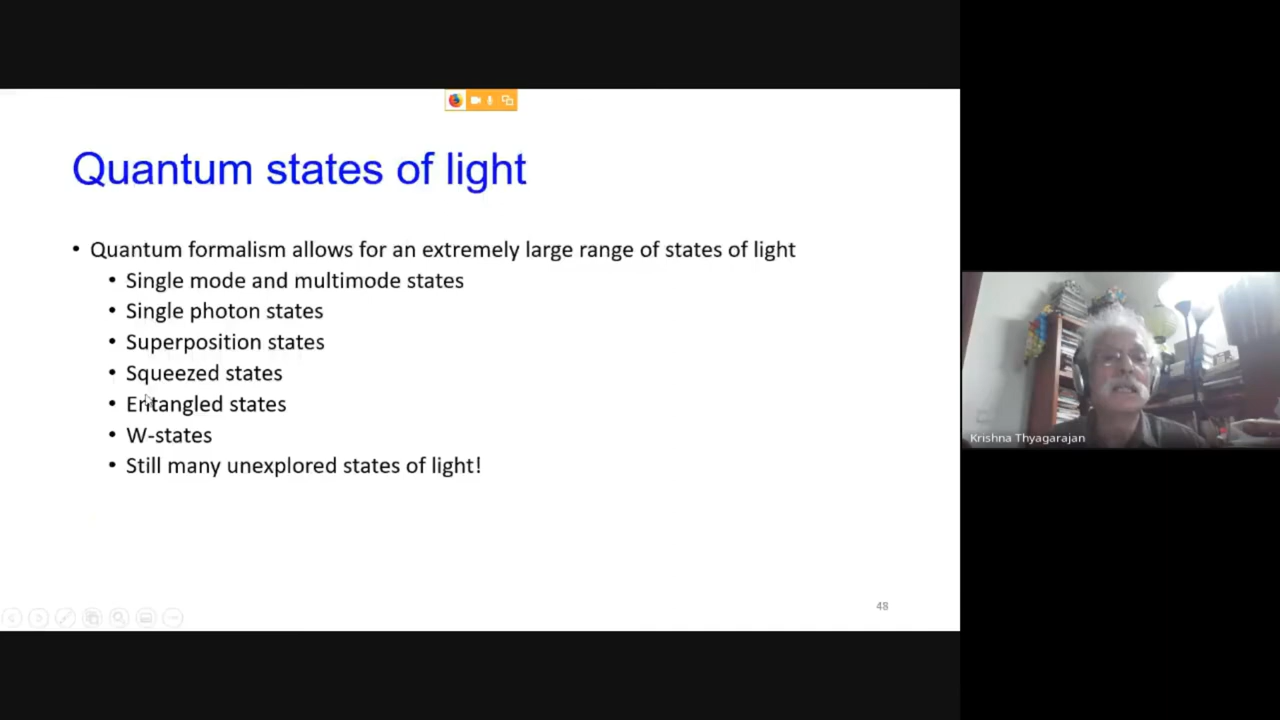 Quantum states of light
• Quantum formalism allows for an extremely large range of states of light
• Single mode and multimode states
• Single photon states
• Superposition states
• Squeezed states
• Entangled states
• W-states
• Still many unexplored states of light!
48
Krishna Thyagarajan